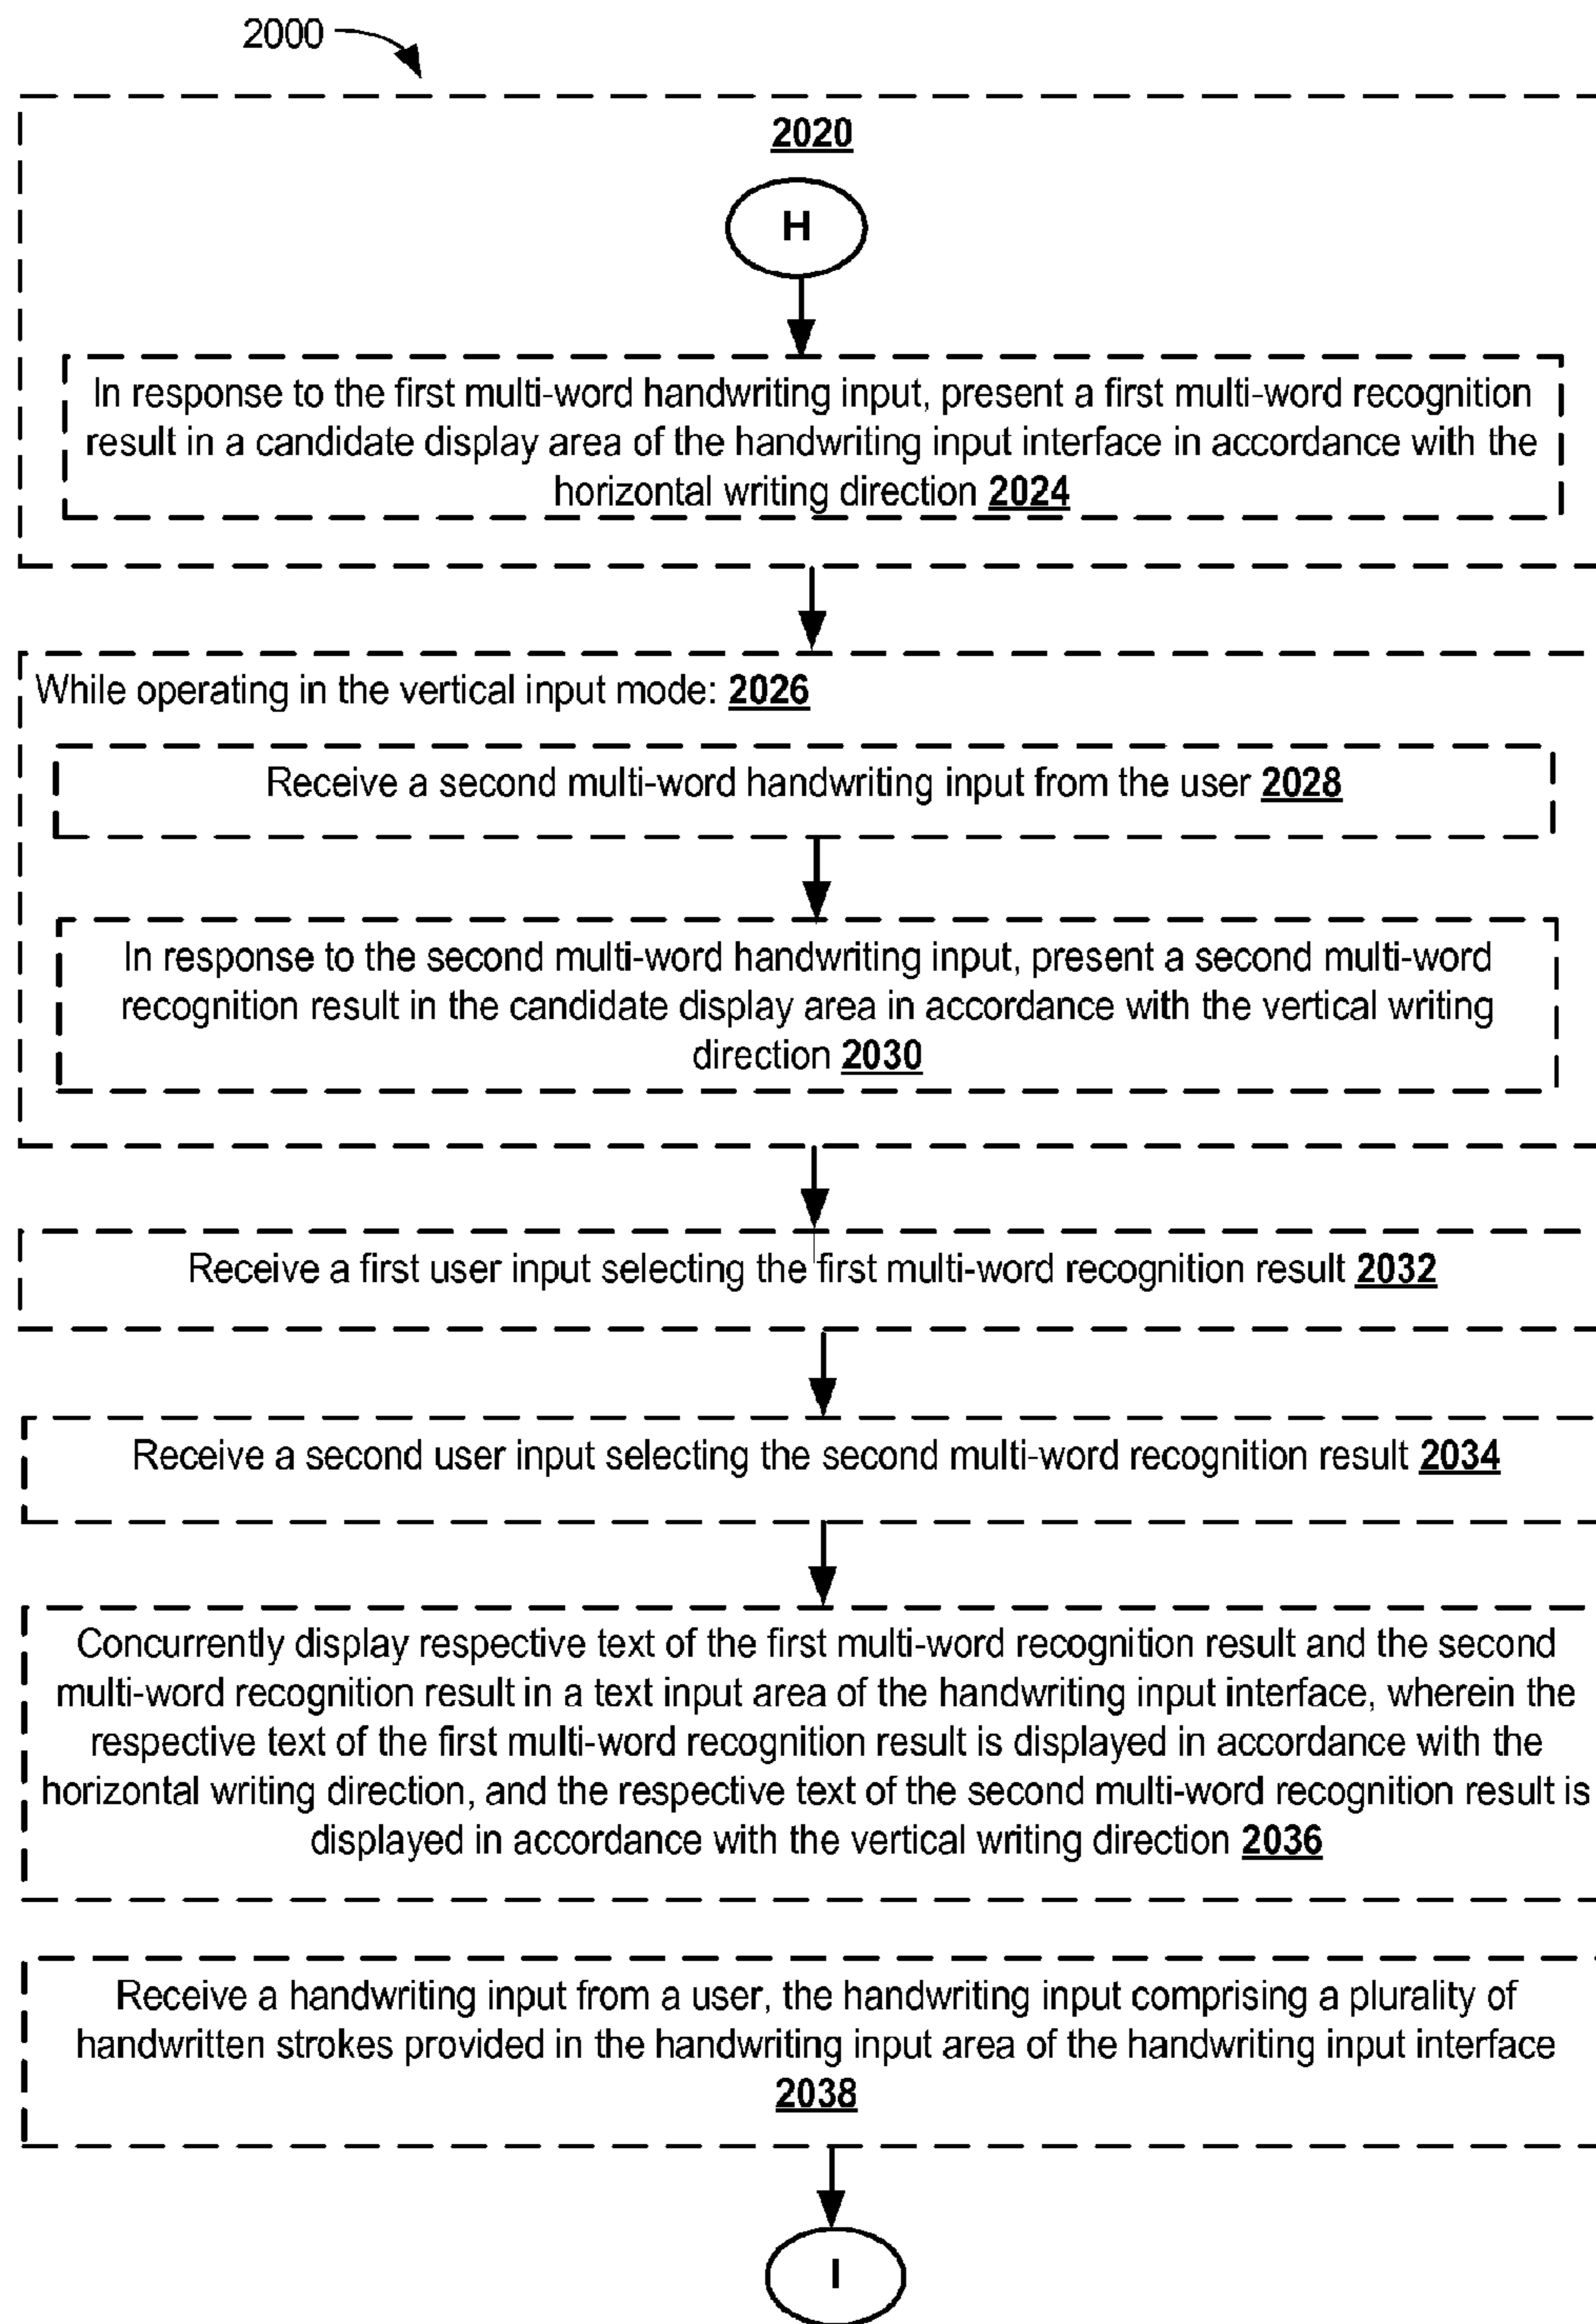 2000
2020
H
In response to the first multi-word handwriting input, present a first multi-word recognition
result in a candidate display area of the handwriting input interface in accordance with the
horizontal writing direction 2024
While operating in the vertical input mode: 2026
Receive a second multi-word handwriting input from the user 2028
In response to the second multi-word handwriting input, present a second multi-word
recognition result in the candidate display area in accordance with the vertical writing
direction 2030
Receive a first user input selecting the first multi-word recognition result 2032
Receive a second user input selecting the second multi-word recognition result 2034
Concurrently display respective text of the first multi-word recognition result and the second
multi-word recognition result in a text input area of the handwriting input interface, wherein the
respective text of the first multi-word recognition result is displayed in accordance with the
horizontal writing direction, and the respective text of the second multi-word recognition result is
displayed in accordance with the vertical writing direction 2036
Receive a handwriting input from a user, the handwriting input comprising a plurality of
handwritten strokes provided in the handwriting input area of the handwriting input interface
2038
I